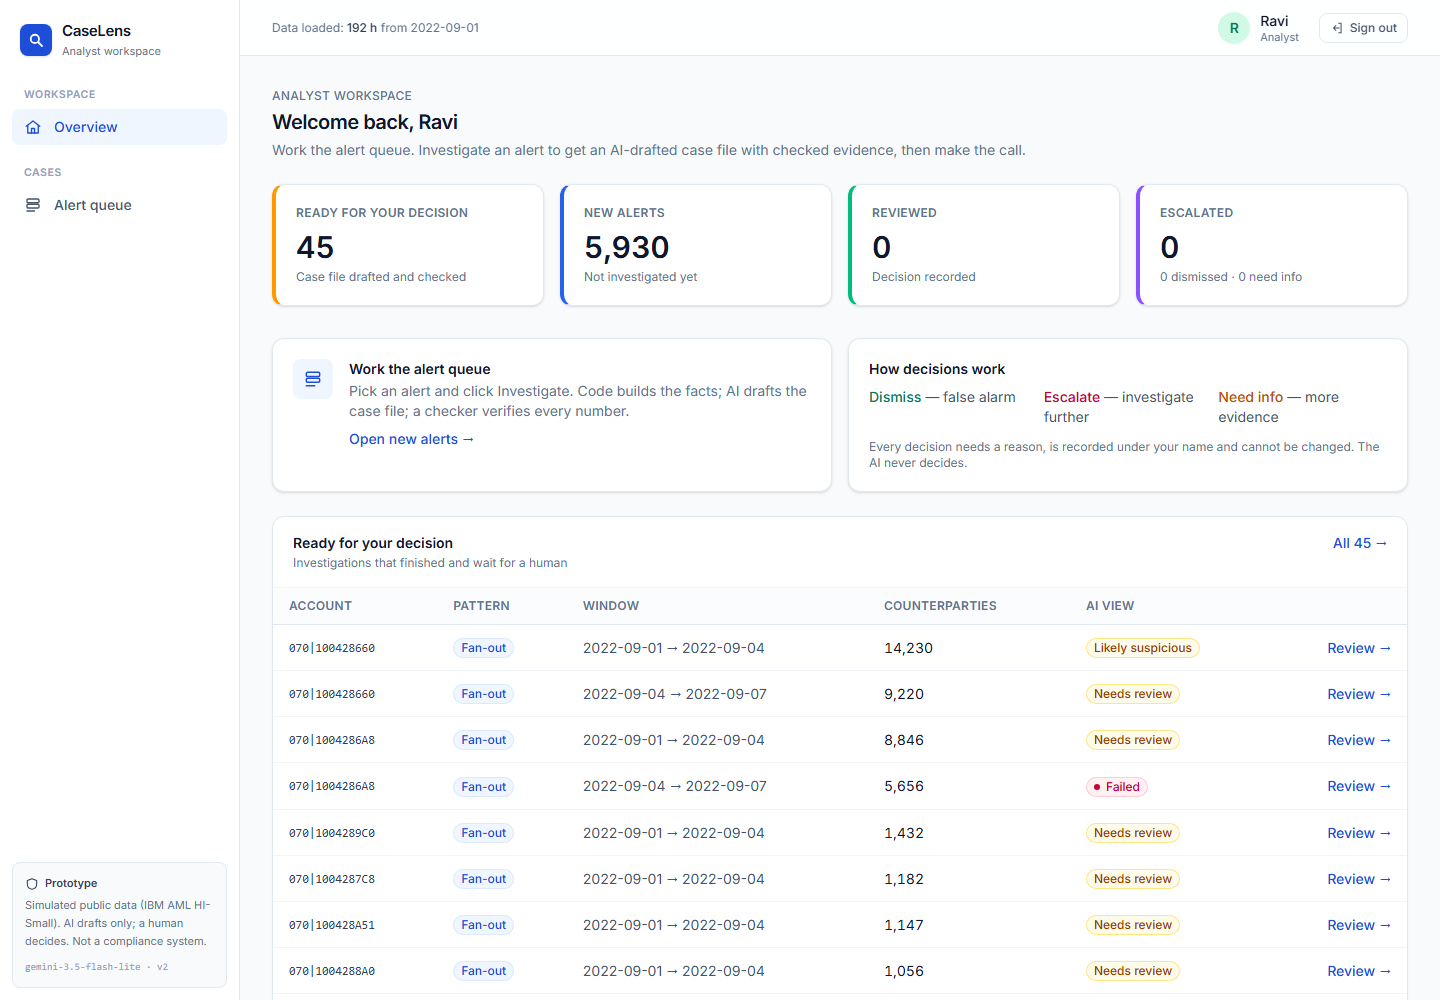 CaseLens
Analyst workspace
WORKSPACE
Overview
CASES
Alert queue
Prototype
Simulated public data (IBM AML HI-
Small). AI drafts only; a human
decides. Not a compliance system.
gemini-3.5-flash-lite · v2
Data loaded: 192 h from 2022-09-01
R
Ravi
Analyst
Sign out
ANALYST WORKSPACE
Welcome back, Ravi
Work the alert queue. Investigate an alert to get an AI-drafted case file with checked evidence, then make the call.
READY FOR YOUR DECISION
45
Case file drafted and checked
NEW ALERTS
5,930
Not investigated yet
REVIEWED
0
Decision recorded
ESCALATED
0
0 dismissed · 0 need info
Work the alert queue
Pick an alert and click Investigate. Code builds the facts; AI drafts the
case file; a checker verifies every number.
Open new alerts →
How decisions work
Dismiss — false alarm
Escalate — investigate
further
Need info — more
evidence
Every decision needs a reason, is recorded under your name and cannot be changed. The
AI never decides.
Ready for your decision
Investigations that finished and wait for a human
All 45 →
ACCOUNT PATTERN WINDOW COUNTERPARTIES AI VIEW
070|100428660 Fan-out 2022-09-01 → 2022-09-04 14,230 Likely suspicious Review →
070|100428660 Fan-out 2022-09-04 → 2022-09-07 9,220 Needs review Review →
070|1004286A8 Fan-out 2022-09-01 → 2022-09-04 8,846 Needs review Review →
070|1004286A8 Fan-out 2022-09-04 → 2022-09-07 5,656 Failed Review →
070|1004289C0 Fan-out 2022-09-01 → 2022-09-04 1,432 Needs review Review →
070|1004287C8 Fan-out 2022-09-01 → 2022-09-04 1,182 Needs review Review →
070|100428A51 Fan-out 2022-09-01 → 2022-09-04 1,147 Needs review Review →
070|1004288A0 Fan-out 2022-09-01 → 2022-09-04 1,056 Needs review Review →